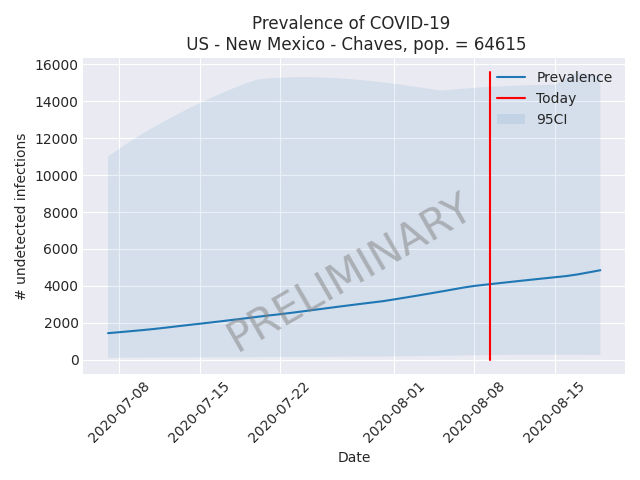 Prevalence of COVID-19
US - New Mexico - Chaves, pop. = 64615
# undetected infections
16000
14000
12000
10000
8000
6000
4000
2000
0
Prevalence
Today
95CI
PRELIMINARY
2020-07-08
2020-07-15
2020-07-22
2020-08-01
2020-08-08
2020-08-15
Date